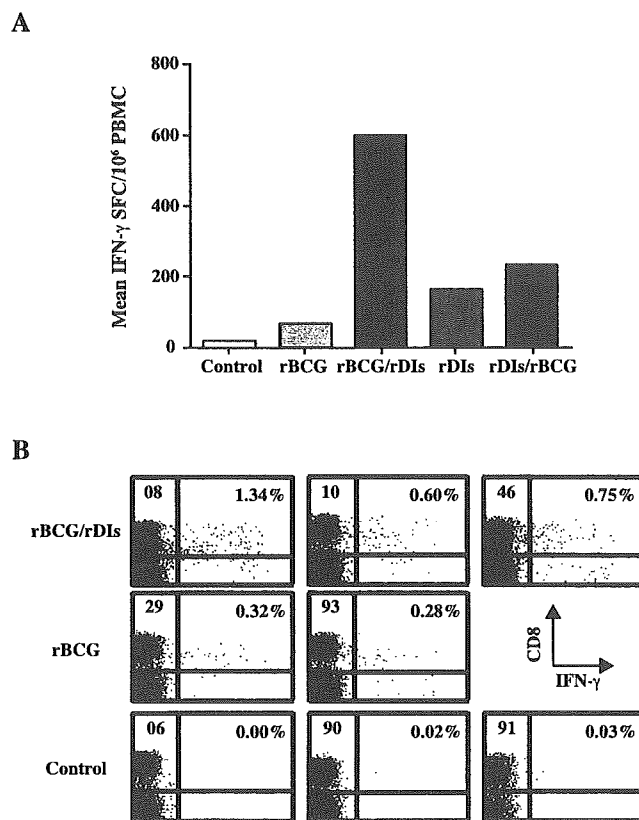 A
Mean IFN-γ SFC/10⁶ PBMC
800
600
400
200
0
Control rBCG rBCG/rDIs rDIs rDIs/rBCG
B
rBCG/rDIs
08 1.34% 10 0.60% 46 0.75%
rBCG
29 0.32% 93 0.28%
CD8
IFN-γ
Control
06 0.00% 90 0.02% 91 0.03%